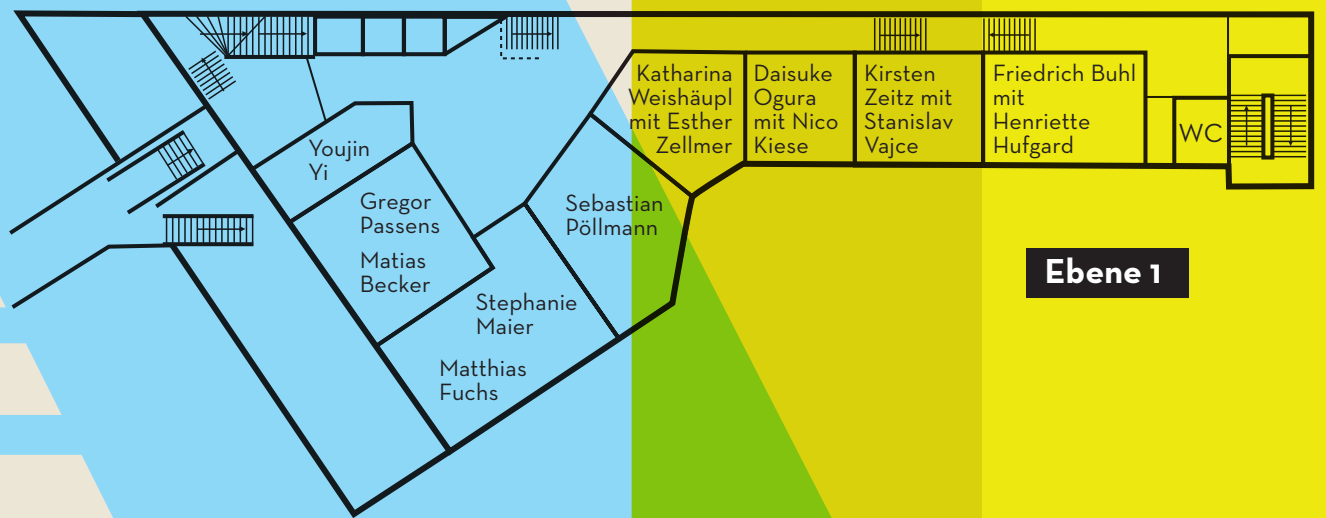 Katharina
Weishäupl
mit Esther
Zellmer
Daisuke
Ogura
mit Nico
Kiese
Kirsten
Zeitz mit
Stanislav
Vajce
Friedrich Buhl
mit
Henriette
Hufgard
WC
Youjin
Yi
Gregor
Passens
Matias
Becker
Sebastian
Pöllmann
Stephanie
Maier
Matthias
Fuchs
Ebene 1